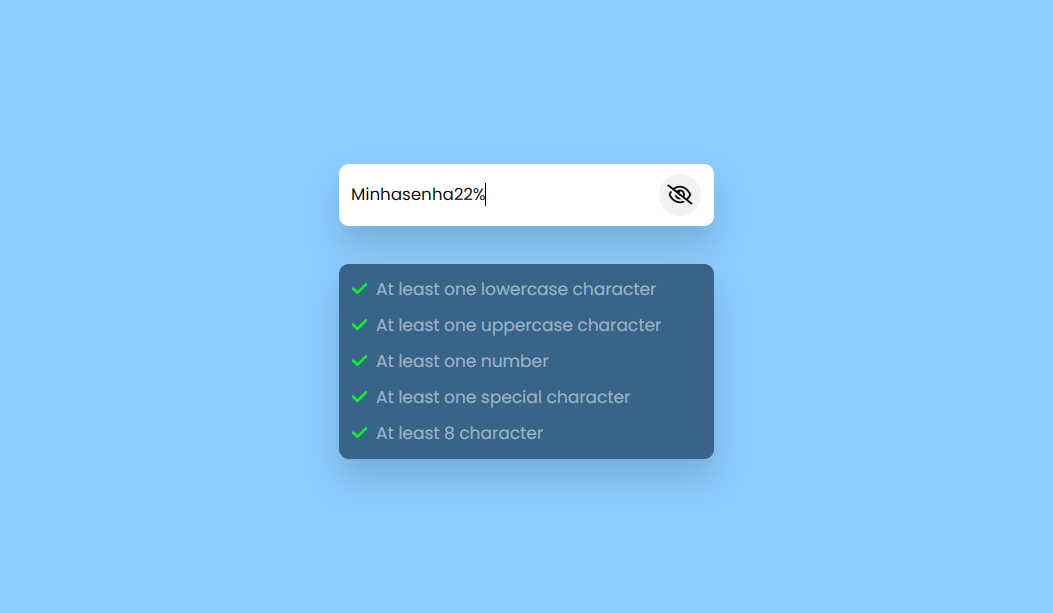 Minhasenha22%
At least one lowercase character
At least one uppercase character
At least one number
At least one special character
At least 8 character